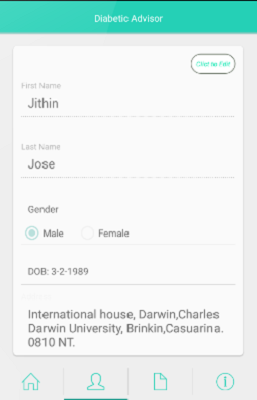 Diabetic Advisor
Click to Edit
First Name
Jithin
Last Name
Jose
Gender
Male
Female
DOB: 3-2-1989
International house, Darwin,Charles
Darwin University, Brinkin,Casuarina.
0810 NT.